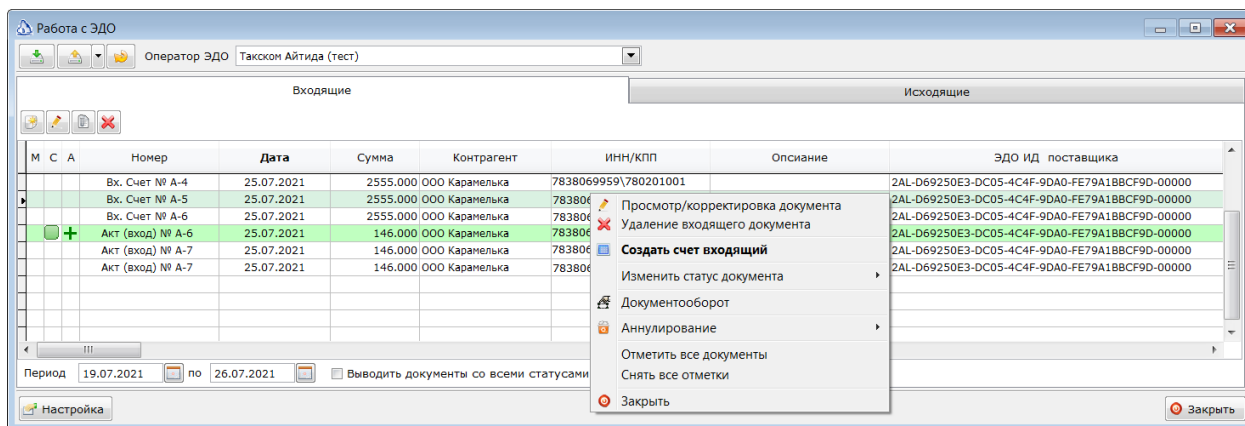 Работа с ЭДО
Оператор ЭДО Такском Айтида (тест)
Входящие Исходящие
М С А Номер Дата Сумма Контрагент ИНН/КПП Опсиание ЭДО ИД поставщика
Вх. Счет № А-4 25.07.2021 2555.000 ООО Карамелька 7838069959\780201001 2AL-D69250E3-DC05-4C4F-9DA0-FE79A1BBCF9D-00000
Вх. Счет № А-5 25.07.2021 2555.000 ООО Карамелька 783806 2AL-D69250E3-DC05-4C4F-9DA0-FE79A1BBCF9D-00000
Вх. Счет № А-6 25.07.2021 2555.000 ООО Карамелька 783806 2AL-D69250E3-DC05-4C4F-9DA0-FE79A1BBCF9D-00000
Акт (вход) № А-6 25.07.2021 146.000 ООО Карамелька 783806 2AL-D69250E3-DC05-4C4F-9DA0-FE79A1BBCF9D-00000
Акт (вход) № А-7 25.07.2021 146.000 ООО Карамелька 783806 2AL-D69250E3-DC05-4C4F-9DA0-FE79A1BBCF9D-00000
Акт (вход) № А-7 25.07.2021 146.000 ООО Карамелька 783806 2AL-D69250E3-DC05-4C4F-9DA0-FE79A1BBCF9D-00000
Просмотр/корректировка документа
Удаление входящего документа
Создать счет входящий
Изменить статус документа
Документооборот
Аннулирование
Отметить все документы
Снять все отметки
Закрыть
Период 19.07.2021 по 26.07.2021 Выводить документы со всеми статусами
Настройка Закрыть